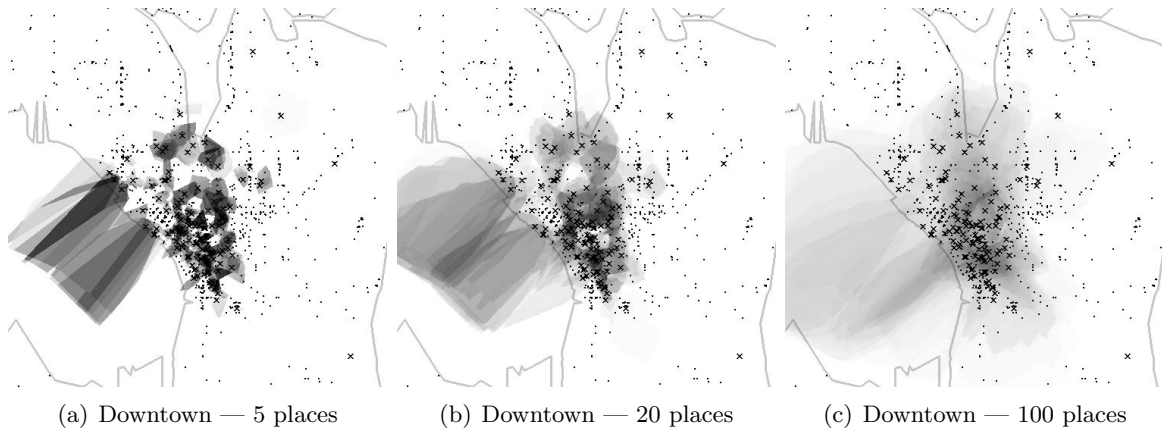 (a) Downtown — 5 places
(b) Downtown — 20 places
(c) Downtown — 100 places